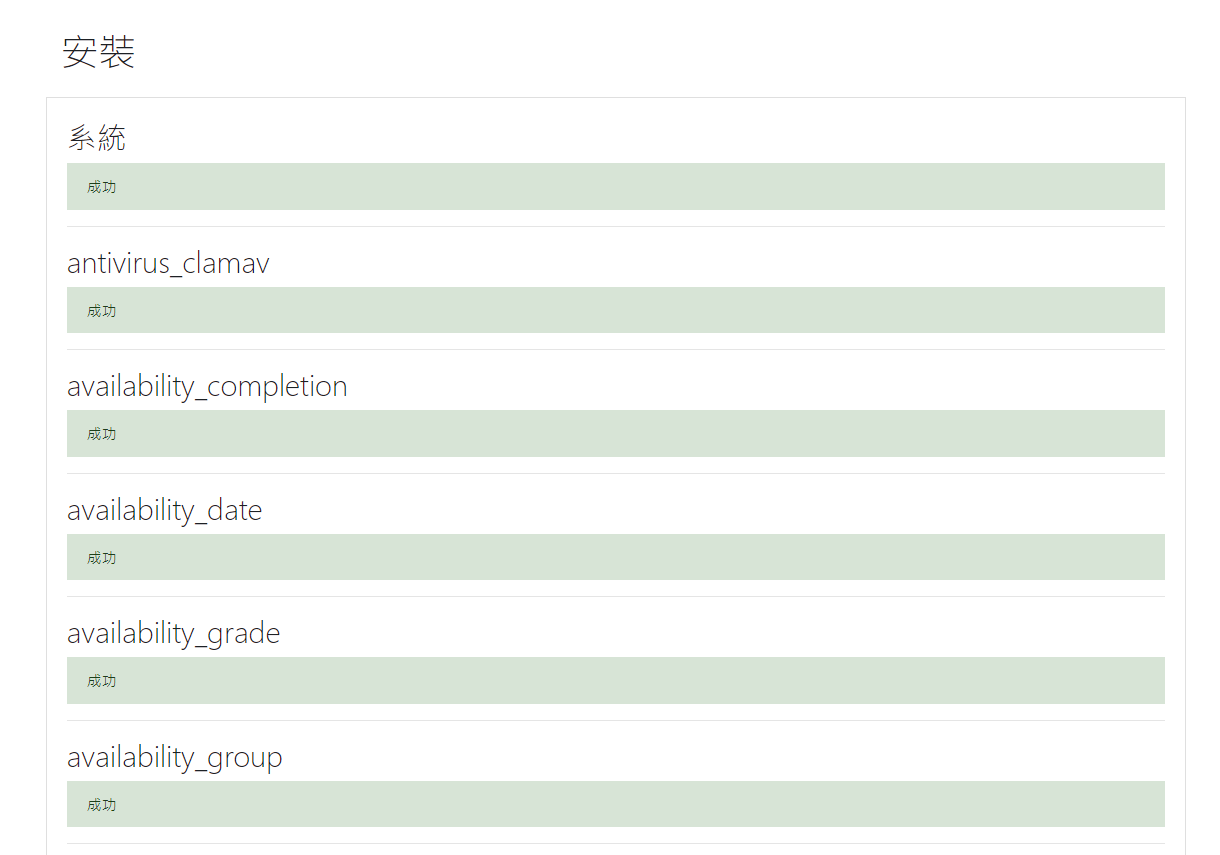 安裝
系統
成功
antivirus_clamav
成功
availability_completion
成功
availability_date
成功
availability_grade
成功
availability_group
成功